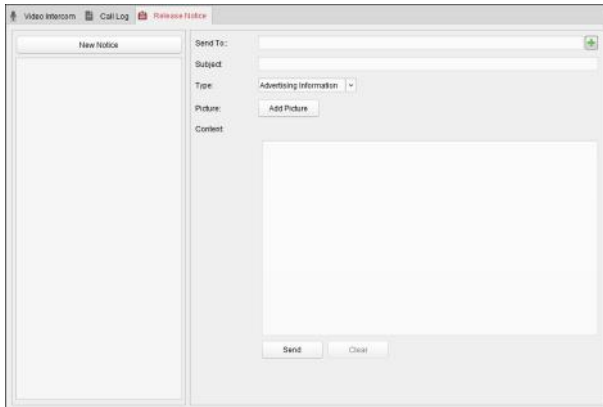 Video Intercom Call Log Release Notice
New Notice
Send To:
Subject:
Type: Advertising Information
Picture: Add Picture
Content:
Send Clear